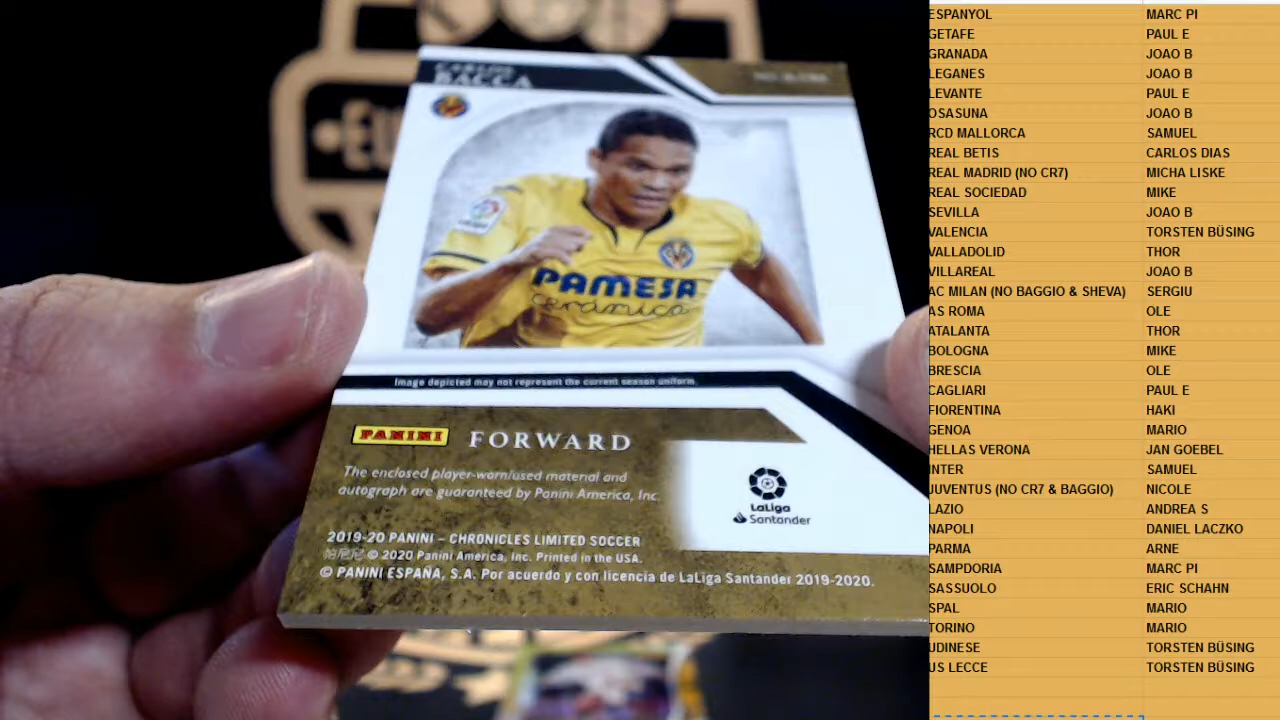 CARLOS
BACCA
LALIGA
PAMESA
cerámica
Image depicted may not represent the current season uniform.
PANINI FORWARD
The enclosed player-worn/used material and
autograph are guaranteed by Panini America, Inc.
LaLiga
Santander
2019-20 PANINI – CHRONICLES LIMITED SOCCER
帕尼尼 © 2020 Panini America, Inc. Printed in the USA.
© PANINI ESPAÑA, S.A. Por acuerdo y con licencia de LaLiga Santander 2019-2020.
ESPANYOL MARC PI
GETAFE PAUL E
GRANADA JOAO B
LEGANES JOAO B
LEVANTE PAUL E
OSASUNA JOAO B
RCD MALLORCA SAMUEL
REAL BETIS CARLOS DIAS
REAL MADRID (NO CR7) MICHA LISKE
REAL SOCIEDAD MIKE
SEVILLA JOAO B
VALENCIA TORSTEN BÜSING
VALLADOLID THOR
VILLAREAL JOAO B
AC MILAN (NO BAGGIO & SHEVA) SERGIU
AS ROMA OLE
ATALANTA THOR
BOLOGNA MIKE
BRESCIA OLE
CAGLIARI PAUL E
FIORENTINA HAKI
GENOA MARIO
HELLAS VERONA JAN GOEBEL
INTER SAMUEL
JUVENTUS (NO CR7 & BAGGIO) NICOLE
LAZIO ANDREA S
NAPOLI DANIEL LACZKO
PARMA ARNE
SAMPDORIA MARC PI
SASSUOLO ERIC SCHAHN
SPAL MARIO
TORINO MARIO
UDINESE TORSTEN BÜSING
US LECCE TORSTEN BÜSING